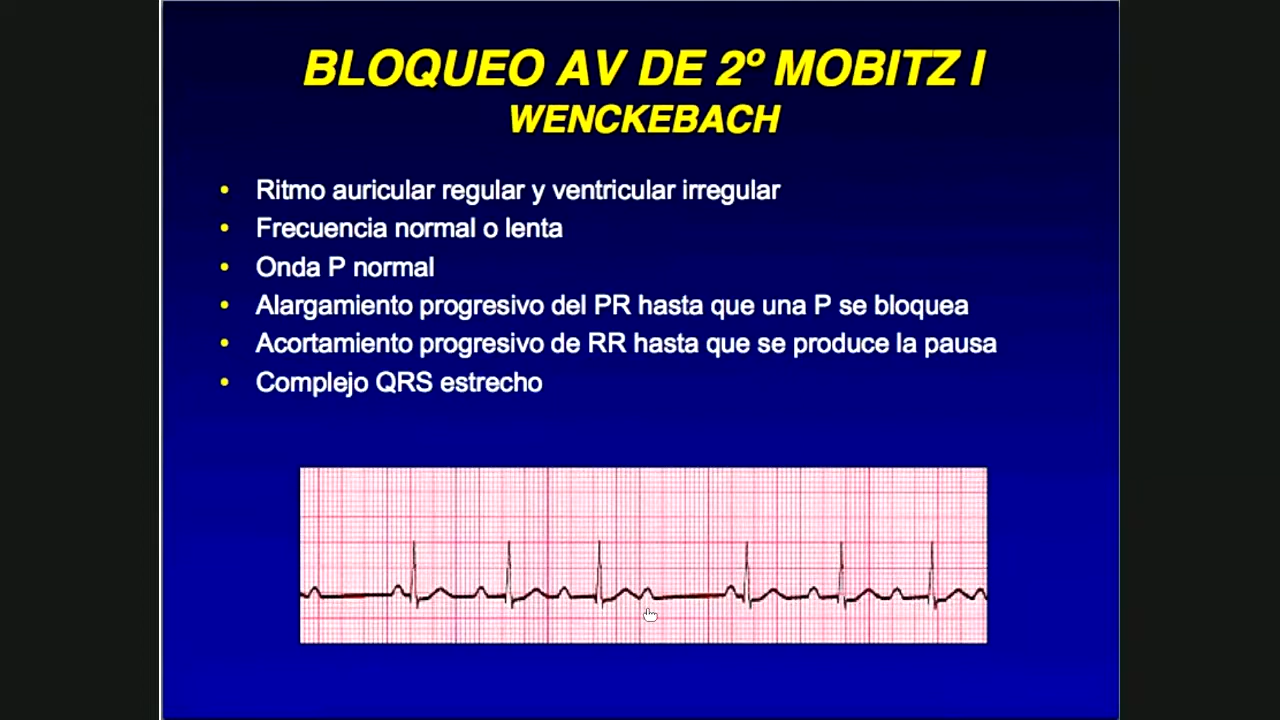 BLOQUEO AV DE 2º MOBITZ I
WENCKEBACH
• Ritmo auricular regular y ventricular irregular
• Frecuencia normal o lenta
• Onda P normal
• Alargamiento progresivo del PR hasta que una P se bloquea
• Acortamiento progresivo de RR hasta que se produce la pausa
• Complejo QRS estrecho